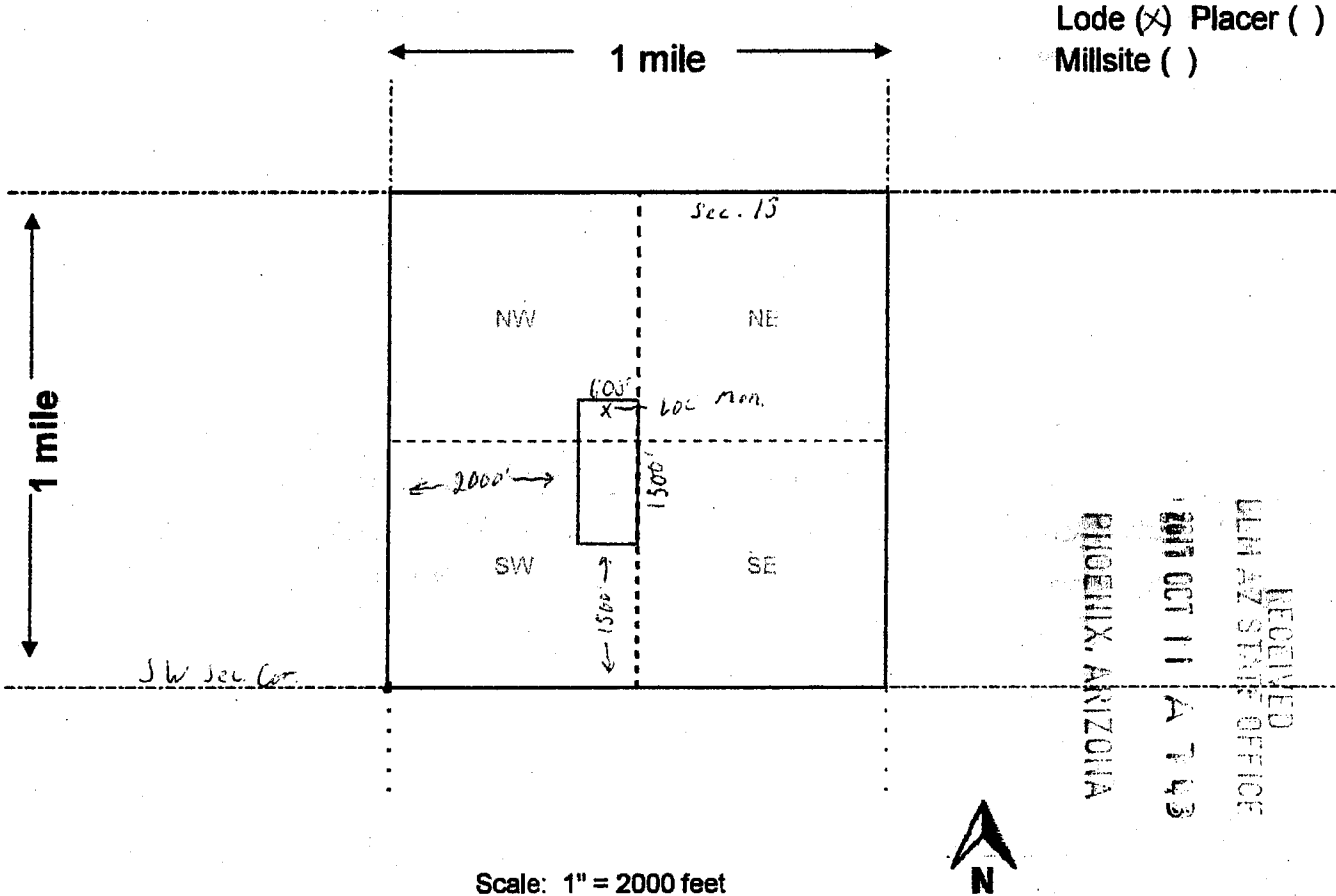 Lode (X) Placer ( )
Millsite ( )
1 mile
Sec. 13
NW
NE
600'
X
Loc Mon.
1 mile
2000'
1500'
SW
SE
1500'
SW Sec. Cor.
RECEIVED
BLM AZ STATE OFFICE
OCT 11 A 7:43
PHOENIX, ARIZONA
N
Scale: 1" = 2000 feet